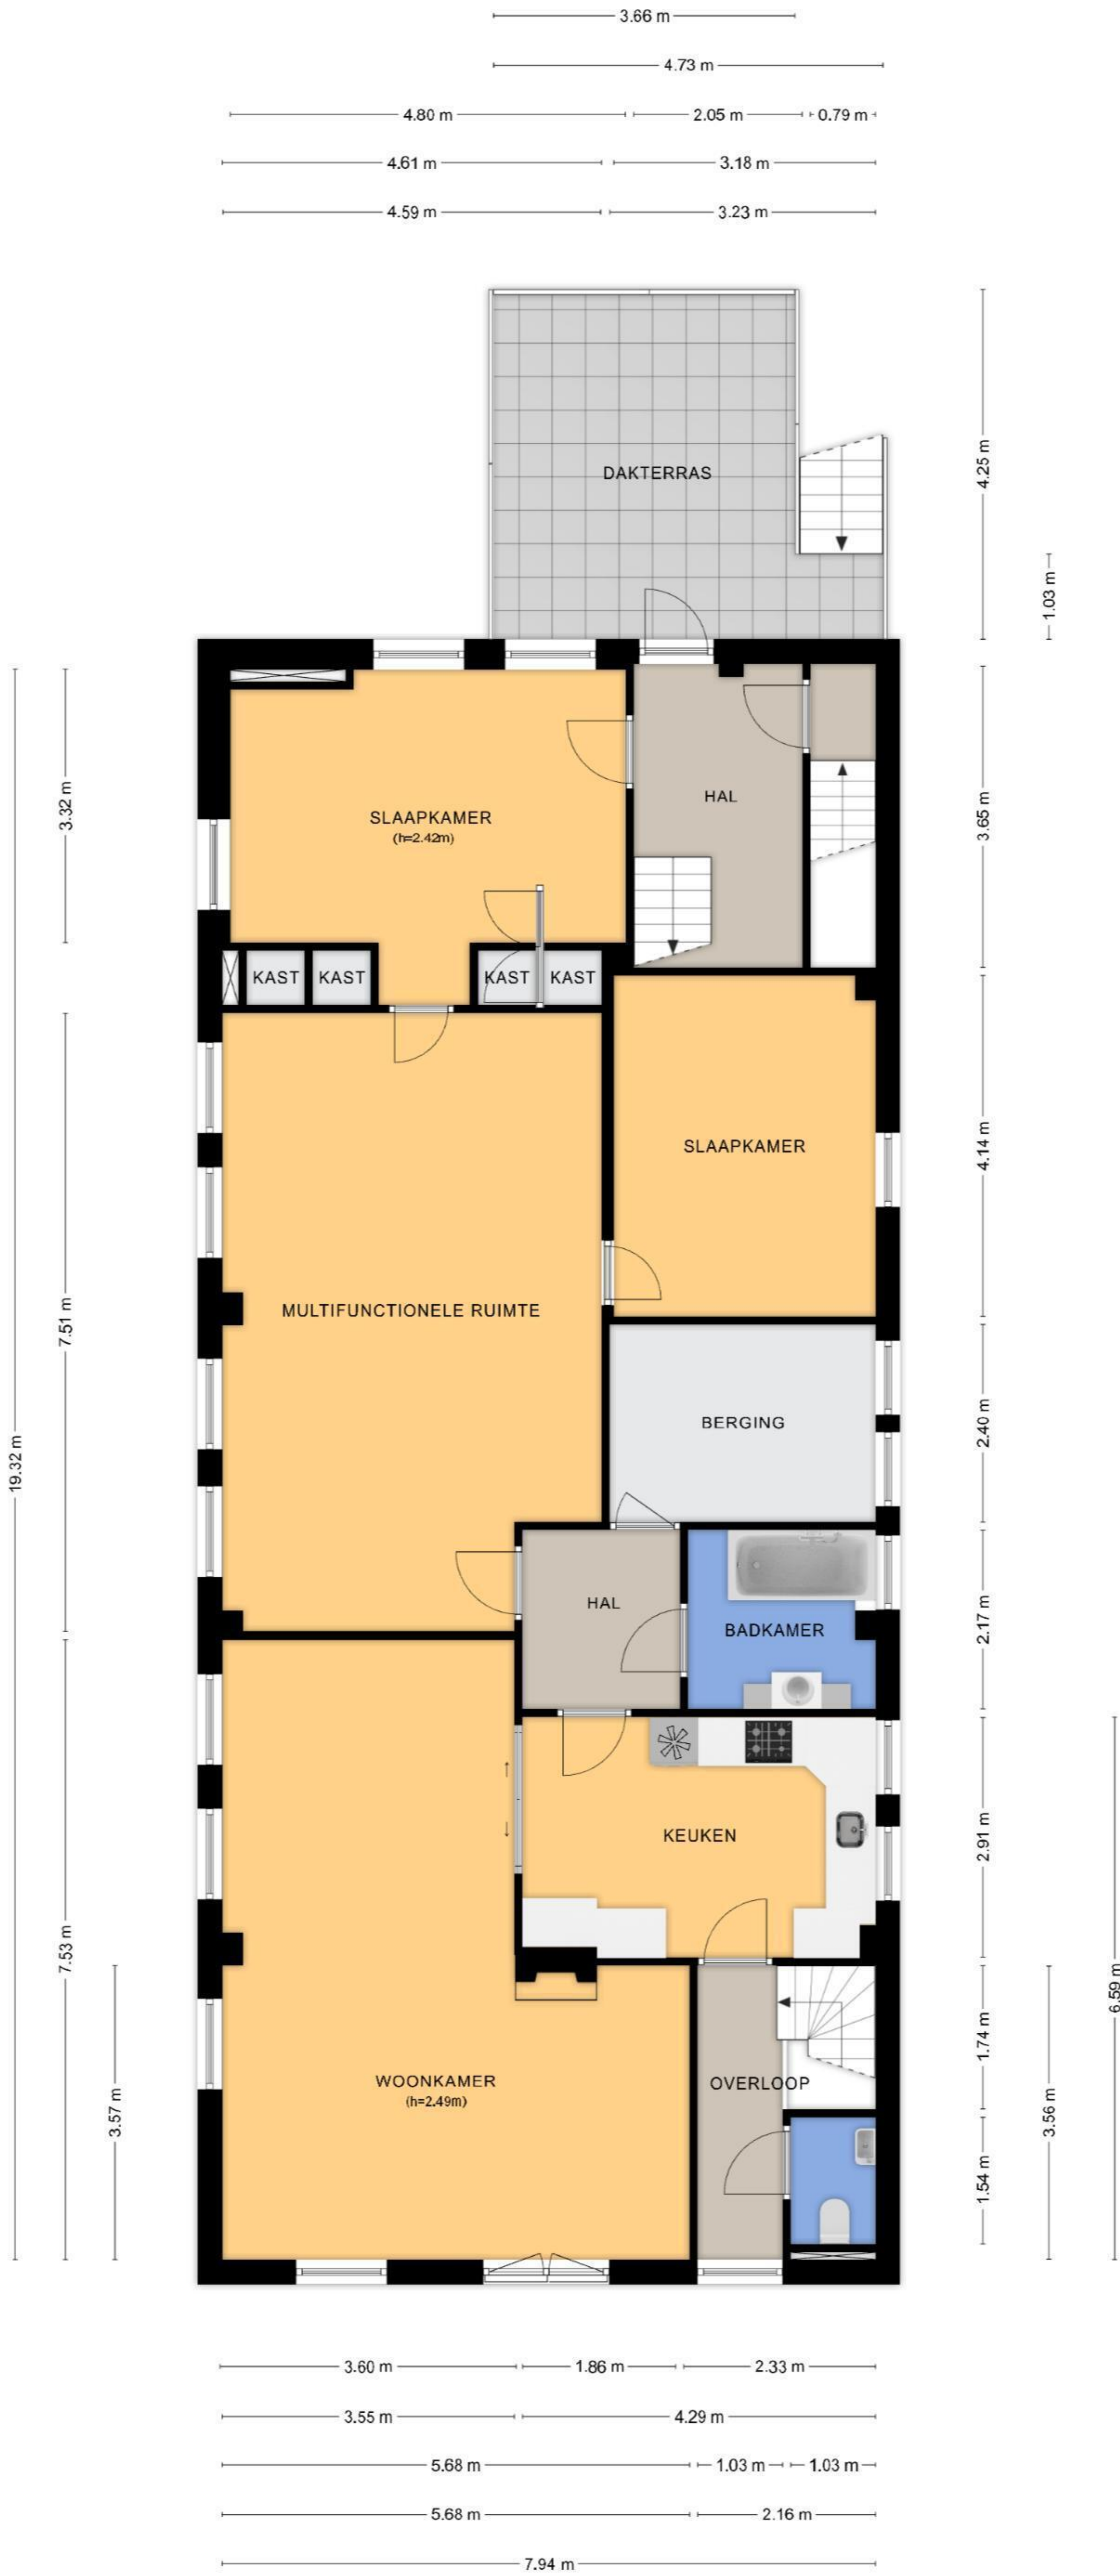 3.66 m
4.73 m
4.80 m
2.05 m
0.79 m
4.61 m
3.18 m
4.59 m
3.23 m
DAKTERRAS
4.25 m
1.03 m
HAL
SLAAPKAMER
(h=2.42m)
3.32 m
3.65 m
KAST
KAST
KAST
KAST
SLAAPKAMER
4.14 m
MULTIFUNCTIONELE RUIMTE
7.51 m
BERGING
2.40 m
19.32 m
HAL
BADKAMER
2.17 m
KEUKEN
2.91 m
7.53 m
6.59 m
1.74 m
WOONKAMER
(h=2.49m)
OVERLOOP
3.57 m
3.56 m
1.54 m
3.60 m
1.86 m
2.33 m
3.55 m
4.29 m
5.68 m
1.03 m
1.03 m
5.68 m
2.16 m
7.94 m